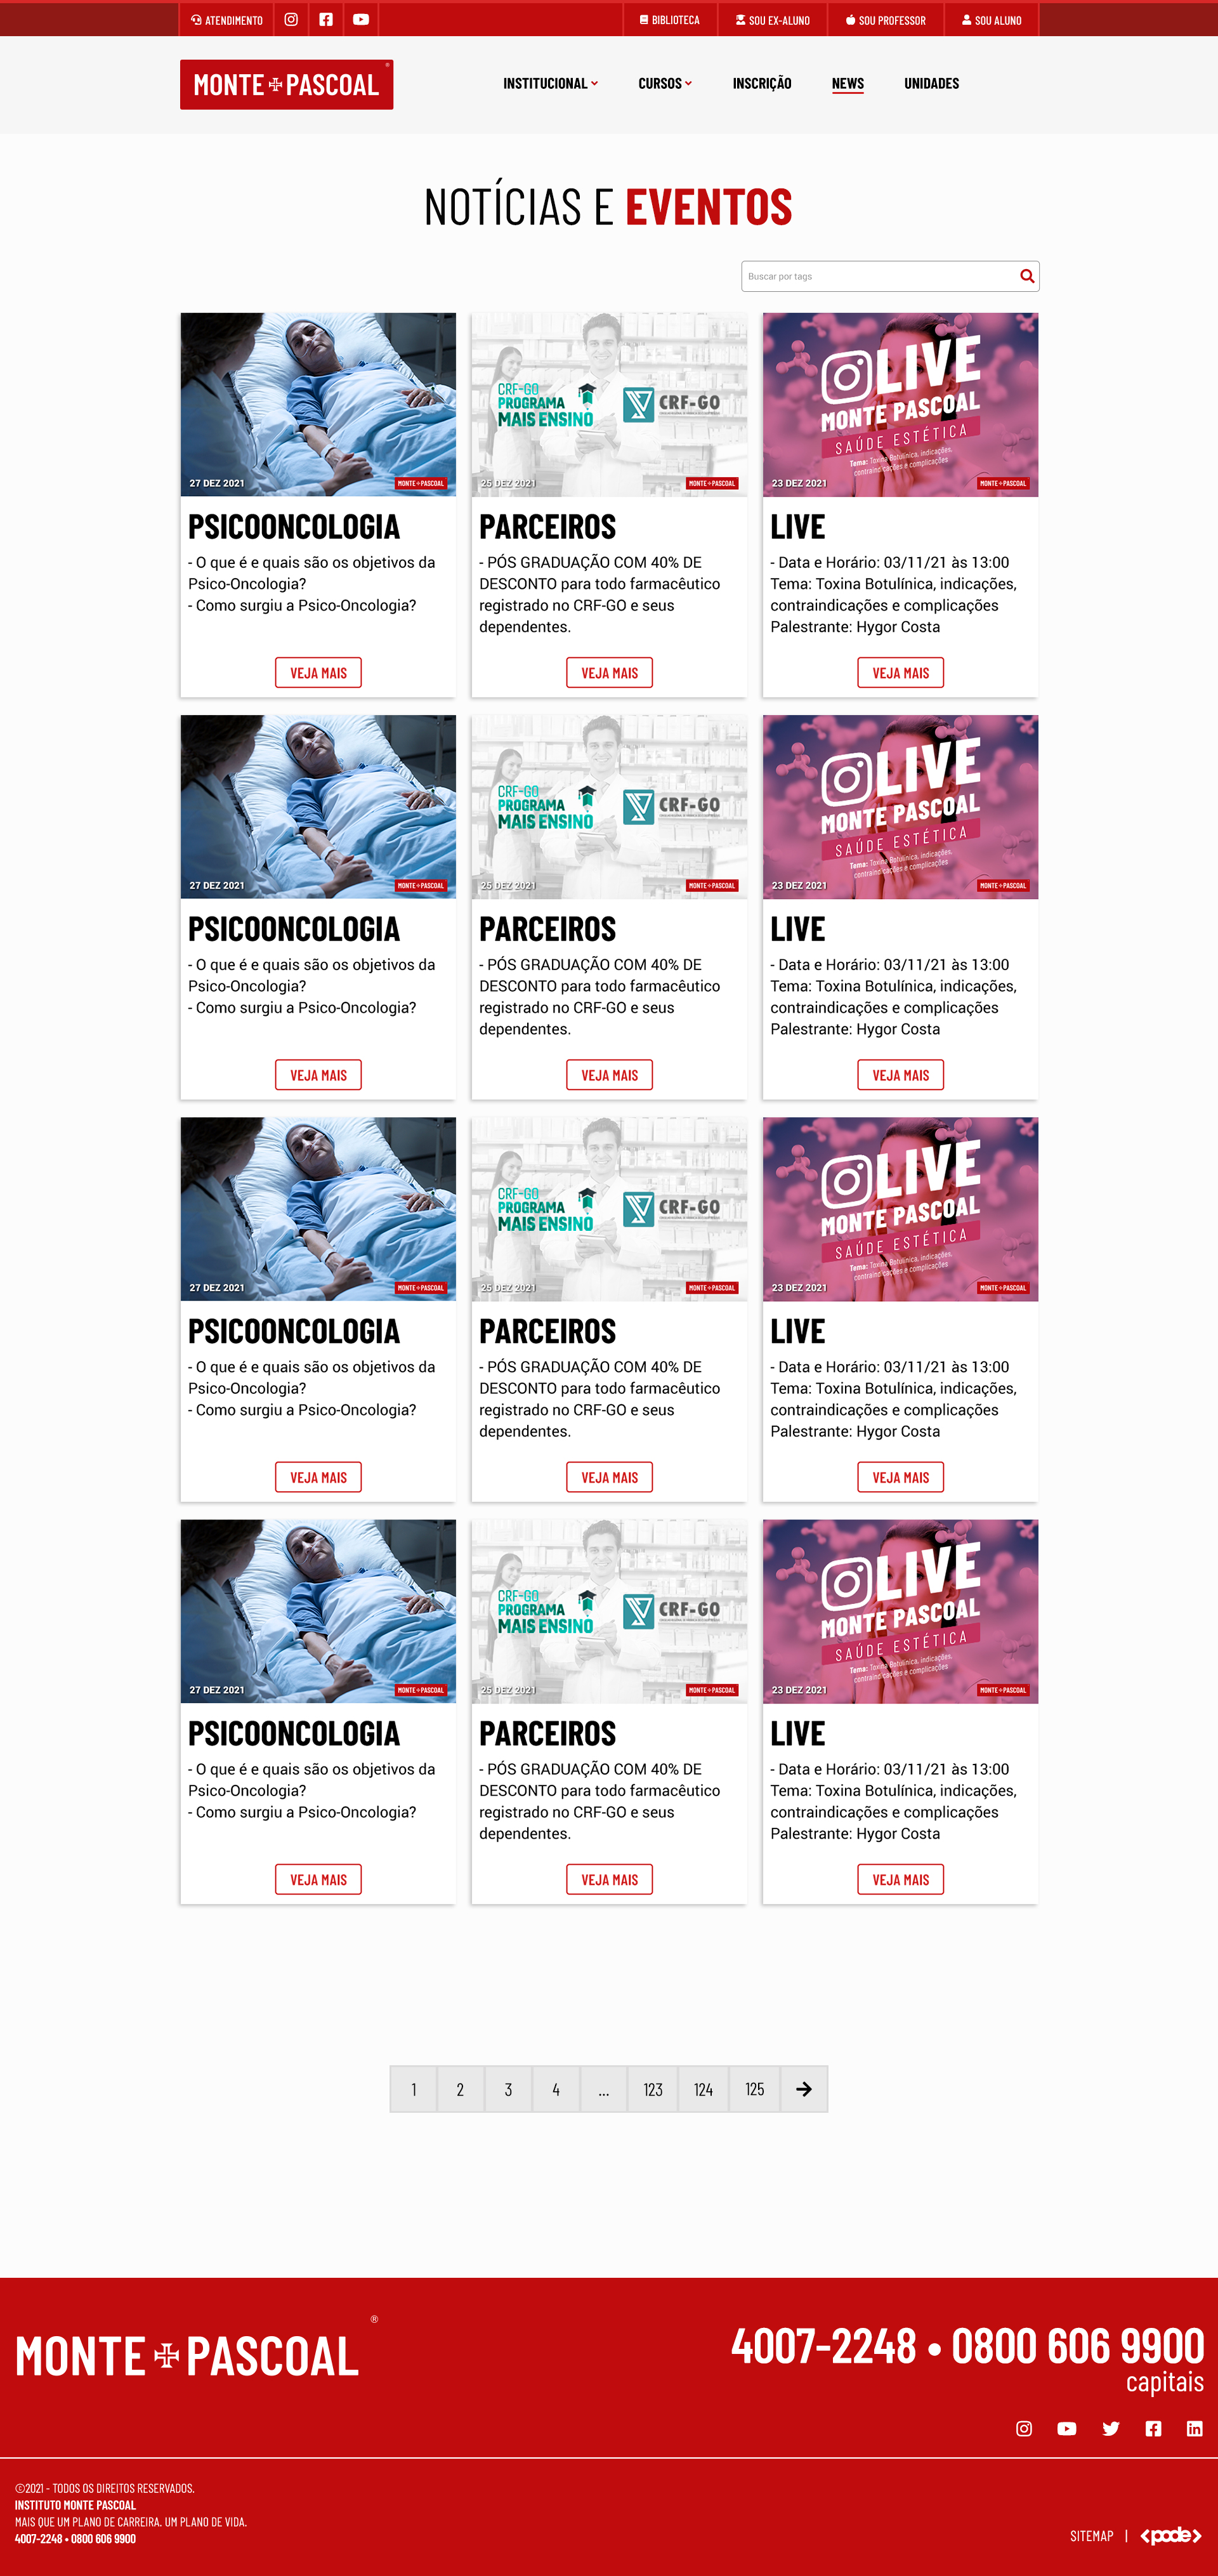 ATENDIMENTO
BIBLIOTECA
SOU EX-ALUNO
SOU PROFESSOR
SOU ALUNO
MONTE PASCOAL ®
INSTITUCIONAL
CURSOS
INSCRIÇÃO
NEWS
UNIDADES
NOTÍCIAS E EVENTOS
Buscar por tags
27 DEZ 2021
MONTE PASCOAL
PSICOONCOLOGIA
- O que é e quais são os objetivos da
Psico-Oncologia?
- Como surgiu a Psico-Oncologia?
VEJA MAIS
CRF-GO
PROGRAMA
MAIS ENSINO
CRF-GO
25 DEZ 2021
MONTE PASCOAL
PARCEIROS
- PÓS GRADUAÇÃO COM 40% DE
DESCONTO para todo farmacêutico
registrado no CRF-GO e seus
dependentes.
VEJA MAIS
LIVE
MONTE PASCOAL
SAÚDE ESTÉTICA
Tema: Toxina Botulínica, indicações,
contraindicações e complicações
23 DEZ 2021
MONTE PASCOAL
LIVE
- Data e Horário: 03/11/21 às 13:00
Tema: Toxina Botulínica, indicações,
contraindicações e complicações
Palestrante: Hygor Costa
VEJA MAIS
27 DEZ 2021
MONTE PASCOAL
PSICOONCOLOGIA
- O que é e quais são os objetivos da
Psico-Oncologia?
- Como surgiu a Psico-Oncologia?
VEJA MAIS
CRF-GO
PROGRAMA
MAIS ENSINO
CRF-GO
25 DEZ 2021
MONTE PASCOAL
PARCEIROS
- PÓS GRADUAÇÃO COM 40% DE
DESCONTO para todo farmacêutico
registrado no CRF-GO e seus
dependentes.
VEJA MAIS
LIVE
MONTE PASCOAL
SAÚDE ESTÉTICA
Tema: Toxina Botulínica, indicações,
contraindicações e complicações
23 DEZ 2021
MONTE PASCOAL
LIVE
- Data e Horário: 03/11/21 às 13:00
Tema: Toxina Botulínica, indicações,
contraindicações e complicações
Palestrante: Hygor Costa
VEJA MAIS
27 DEZ 2021
MONTE PASCOAL
PSICOONCOLOGIA
- O que é e quais são os objetivos da
Psico-Oncologia?
- Como surgiu a Psico-Oncologia?
VEJA MAIS
CRF-GO
PROGRAMA
MAIS ENSINO
CRF-GO
25 DEZ 2021
MONTE PASCOAL
PARCEIROS
- PÓS GRADUAÇÃO COM 40% DE
DESCONTO para todo farmacêutico
registrado no CRF-GO e seus
dependentes.
VEJA MAIS
LIVE
MONTE PASCOAL
SAÚDE ESTÉTICA
Tema: Toxina Botulínica, indicações,
contraindicações e complicações
23 DEZ 2021
MONTE PASCOAL
LIVE
- Data e Horário: 03/11/21 às 13:00
Tema: Toxina Botulínica, indicações,
contraindicações e complicações
Palestrante: Hygor Costa
VEJA MAIS
27 DEZ 2021
MONTE PASCOAL
PSICOONCOLOGIA
- O que é e quais são os objetivos da
Psico-Oncologia?
- Como surgiu a Psico-Oncologia?
VEJA MAIS
CRF-GO
PROGRAMA
MAIS ENSINO
CRF-GO
25 DEZ 2021
MONTE PASCOAL
PARCEIROS
- PÓS GRADUAÇÃO COM 40% DE
DESCONTO para todo farmacêutico
registrado no CRF-GO e seus
dependentes.
VEJA MAIS
LIVE
MONTE PASCOAL
SAÚDE ESTÉTICA
Tema: Toxina Botulínica, indicações,
contraindicações e complicações
23 DEZ 2021
MONTE PASCOAL
LIVE
- Data e Horário: 03/11/21 às 13:00
Tema: Toxina Botulínica, indicações,
contraindicações e complicações
Palestrante: Hygor Costa
VEJA MAIS
1 2 3 4 ... 123 124 125
MONTE PASCOAL ®
4007-2248 • 0800 606 9900
capitais
©2021 - TODOS OS DIREITOS RESERVADOS.
INSTITUTO MONTE PASCOAL
MAIS QUE UM PLANO DE CARREIRA. UM PLANO DE VIDA.
4007-2248 • 0800 606 9900
SITEMAP | <pode>